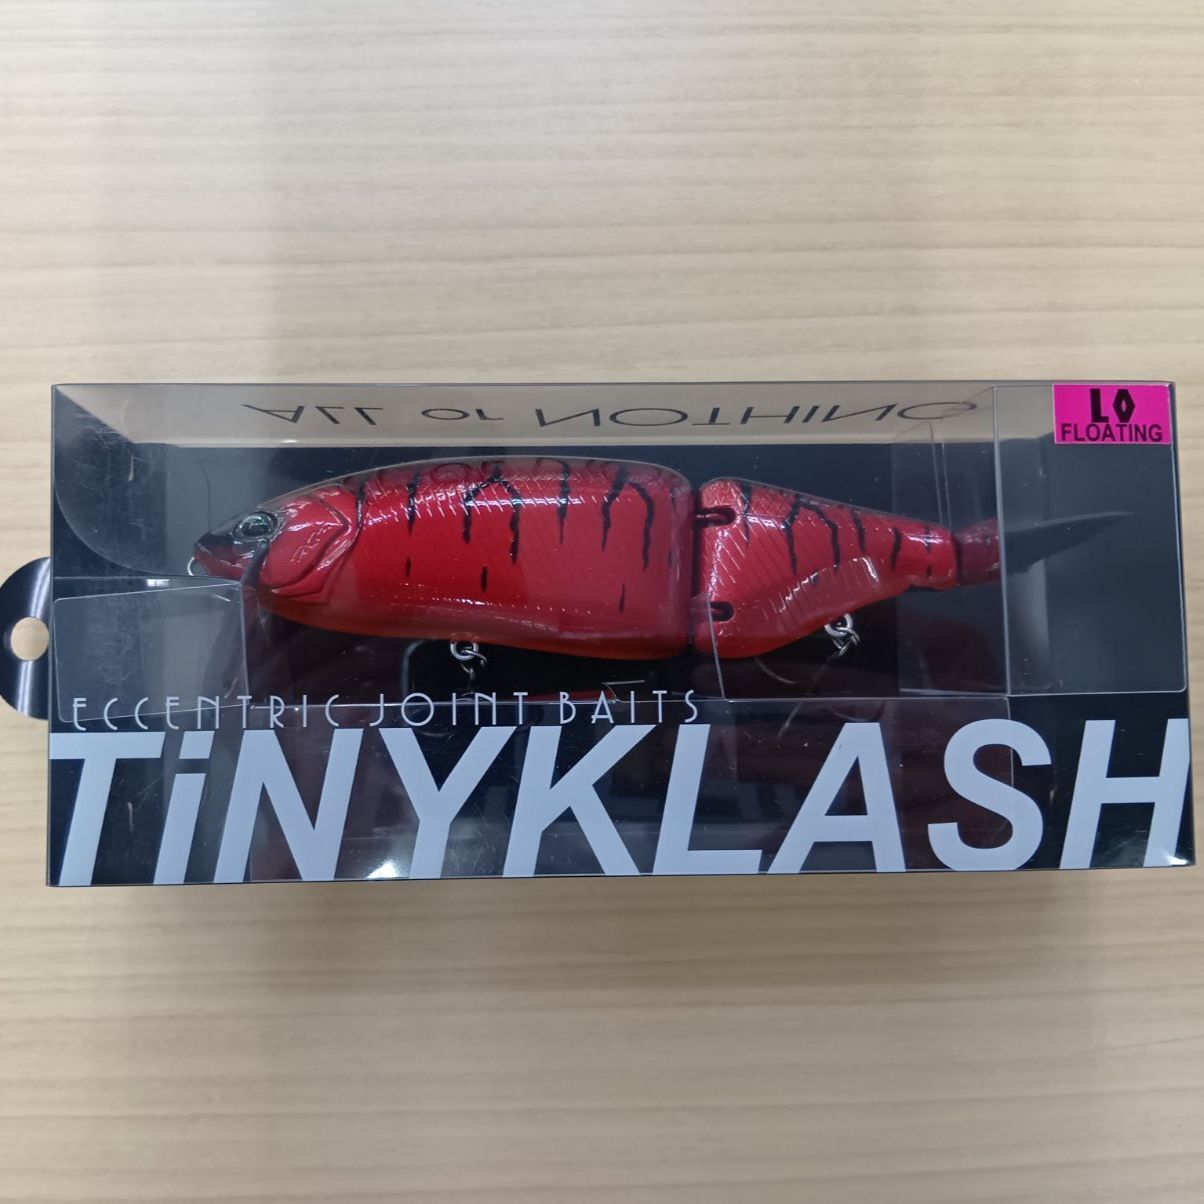 ALL or NOTHING
LO
FLOATING
ECCENTRIC JOINT BAITS
TiNYKLASH